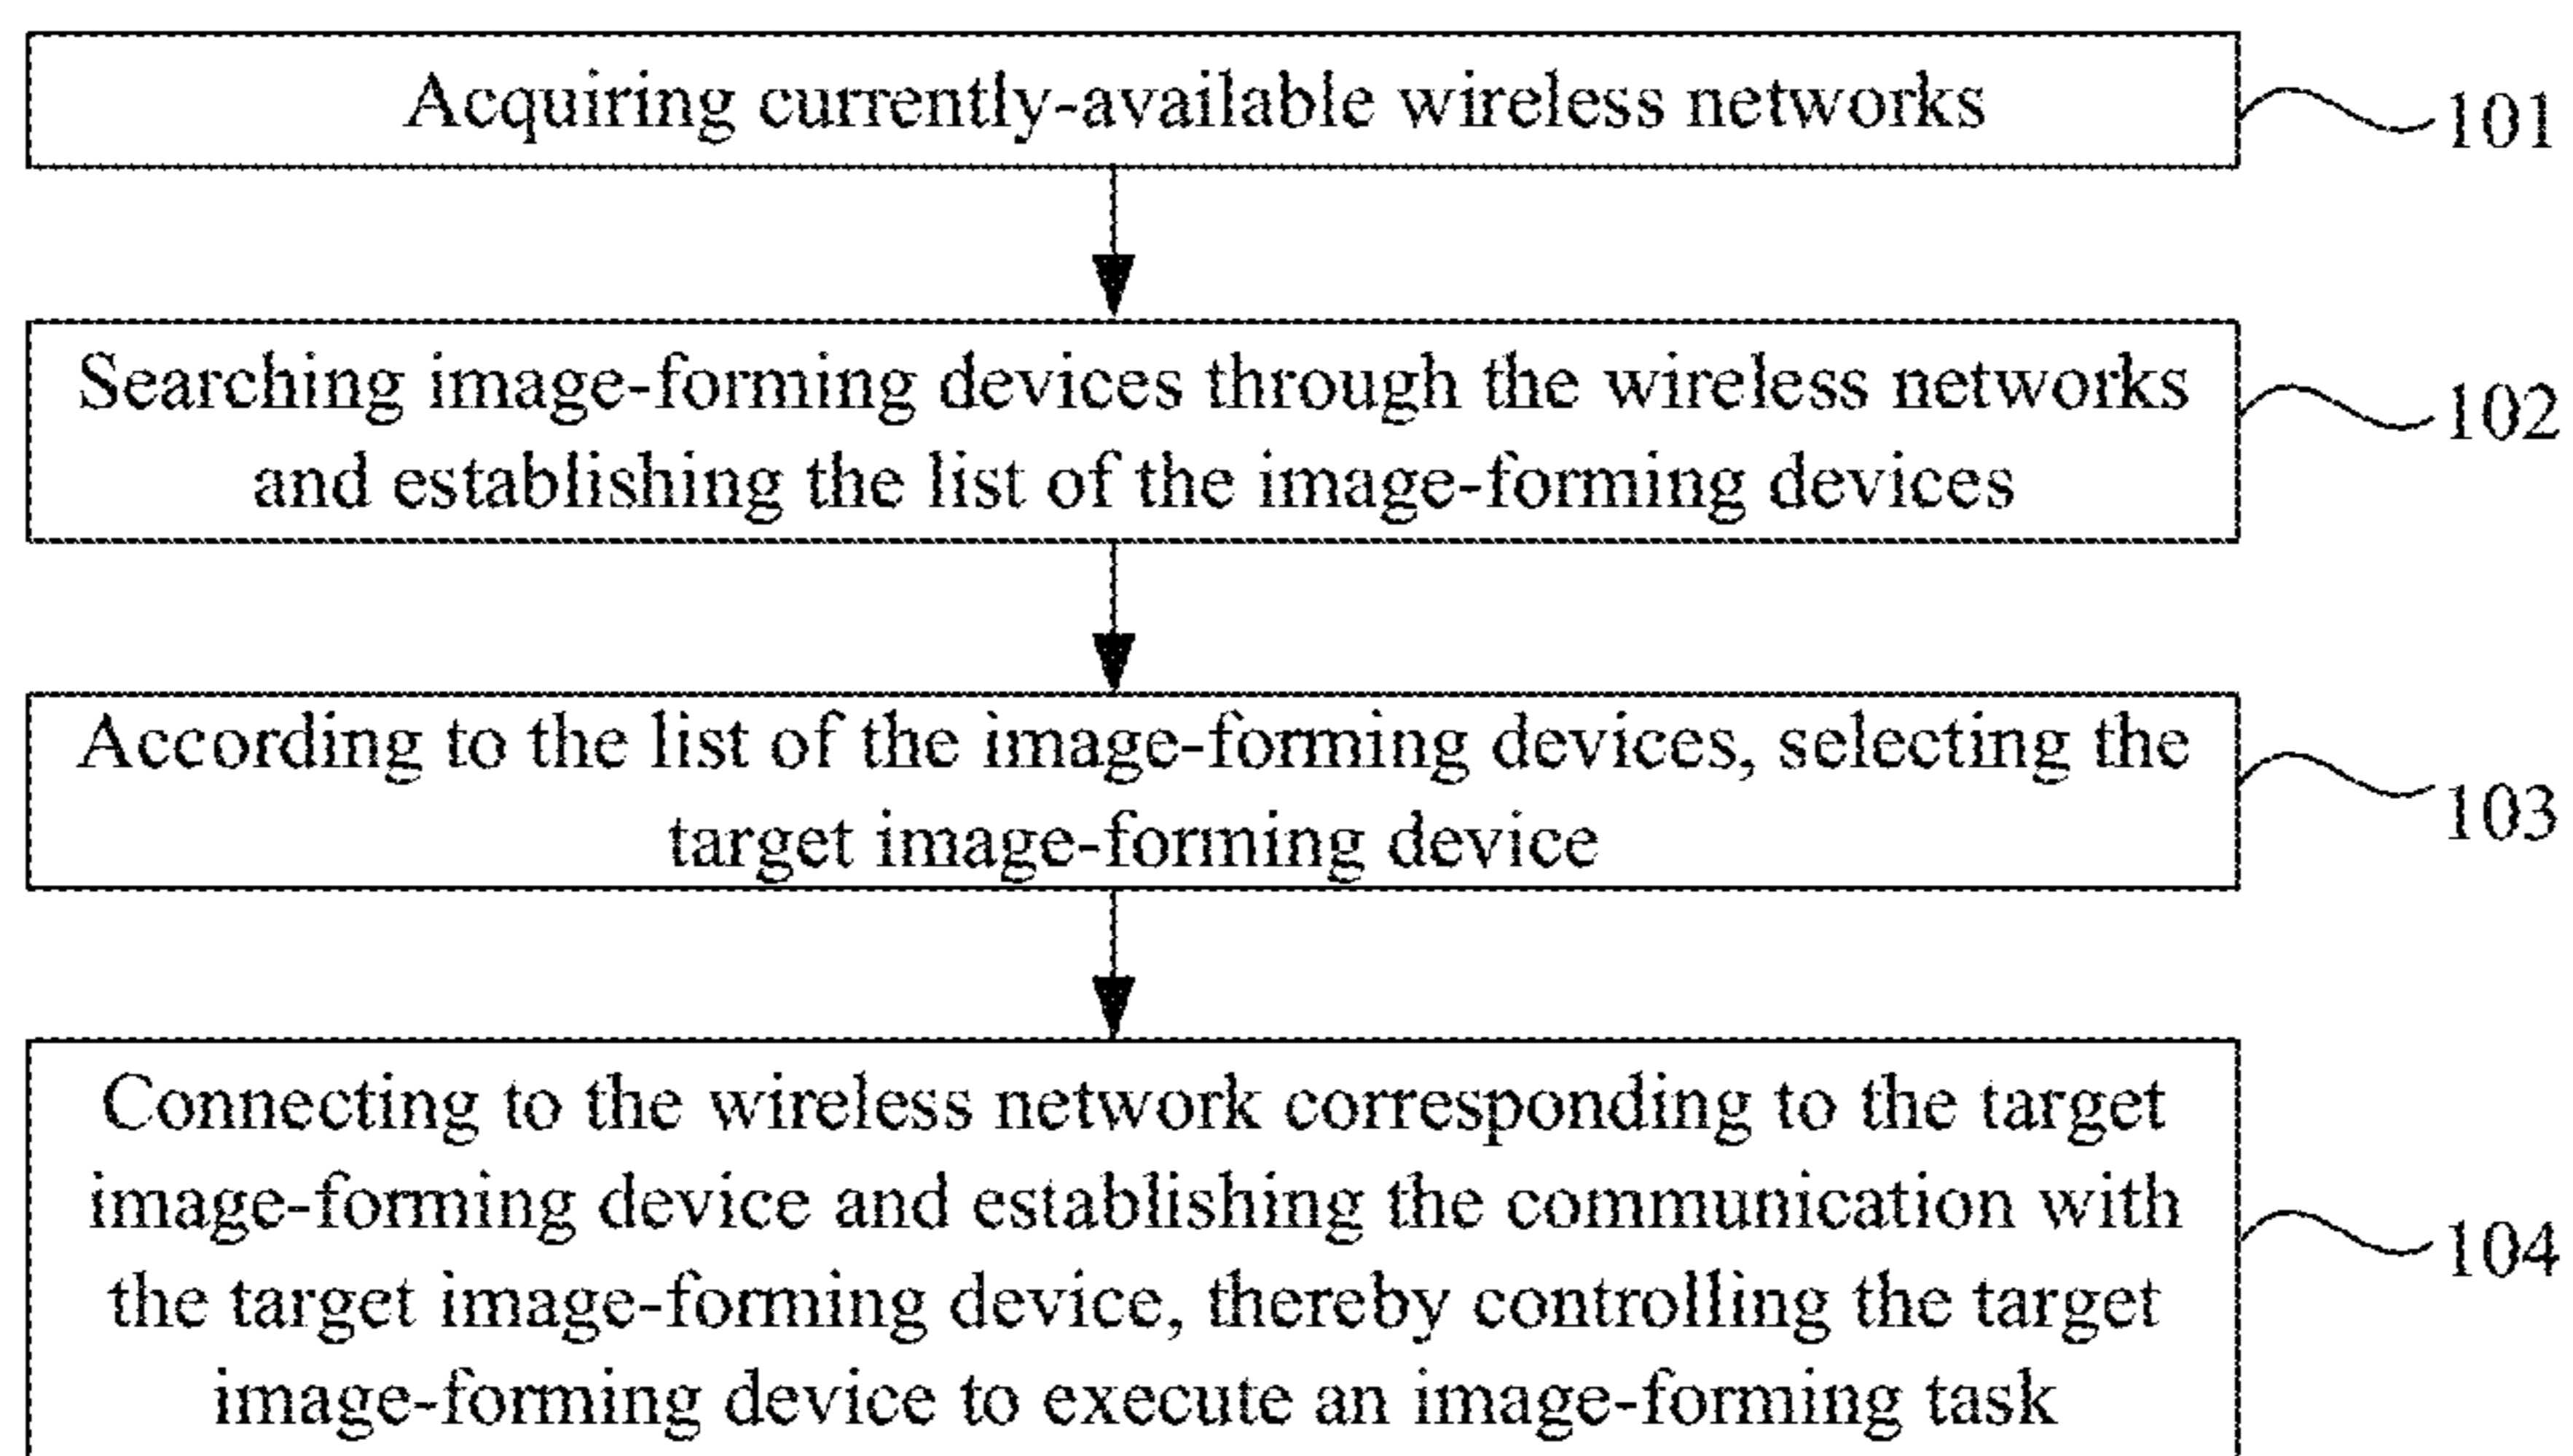 Acquiring currently-available wireless networks
101
Searching image-forming devices through the wireless networks
and establishing the list of the image-forming devices
102
According to the list of the image-forming devices, selecting the
target image-forming device
103
Connecting to the wireless network corresponding to the target
image-forming device and establishing the communication with
the target image-forming device, thereby controlling the target
image-forming device to execute an image-forming task
104